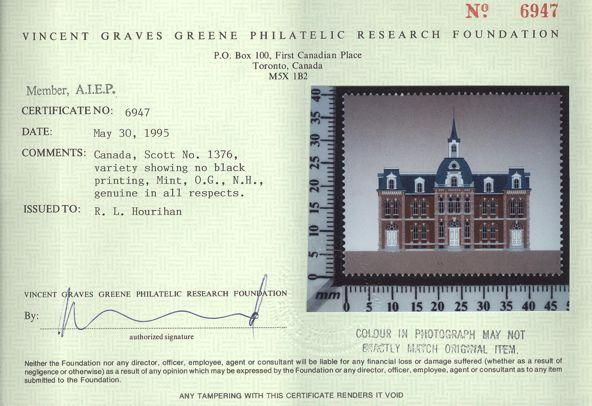 No. 6947
VINCENT GRAVES GREENE PHILATELIC RESEARCH FOUNDATION
P.O. Box 100, First Canadian Place
Toronto, Canada
M5X 1B2
Member, A.I.E.P.
CERTIFICATE NO: 6947
DATE: May 30, 1995
COMMENTS: Canada, Scott No. 1376,
variety showing no black
printing, Mint, O.G., N.H.,
genuine in all respects.
ISSUED TO: R. L. Hourihan
40
35
30
25
20
15
10
5
0
mm 0 5 10 15 20 25 30 35 40 45 5
VINCENT GRAVES GREENE PHILATELIC RESEARCH FOUNDATION
By:
authorized signature
COLOUR IN PHOTOGRAPH MAY NOT
EXACTLY MATCH ORIGINAL ITEM.
Neither the Foundation nor any director, officer, employee, agent or consultant will be liable for any financial loss or damage suffered (whether as a result of
negligence or otherwise) as a result of any opinion which may be expressed by the Foundation or any director, officer, employee, agent or consultant as to any item
submitted to the Foundation.
ANY TAMPERING WITH THIS CERTIFICATE RENDERS IT VOID